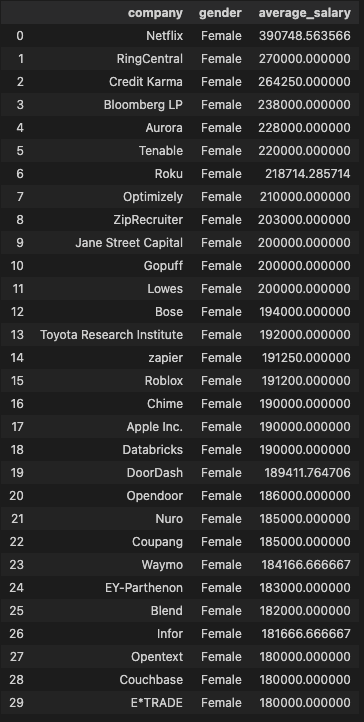 company gender average_salary
0 Netflix Female 390748.563566
1 RingCentral Female 270000.000000
2 Credit Karma Female 264250.000000
3 Bloomberg LP Female 238000.000000
4 Aurora Female 228000.000000
5 Tenable Female 220000.000000
6 Roku Female 218714.285714
7 Optimizely Female 210000.000000
8 ZipRecruiter Female 203000.000000
9 Jane Street Capital Female 200000.000000
10 Gopuff Female 200000.000000
11 Lowes Female 200000.000000
12 Bose Female 194000.000000
13 Toyota Research Institute Female 192000.000000
14 zapier Female 191250.000000
15 Roblox Female 191200.000000
16 Chime Female 190000.000000
17 Apple Inc. Female 190000.000000
18 Databricks Female 190000.000000
19 DoorDash Female 189411.764706
20 Opendoor Female 186000.000000
21 Nuro Female 185000.000000
22 Coupang Female 185000.000000
23 Waymo Female 184166.666667
24 EY-Parthenon Female 183000.000000
25 Blend Female 182000.000000
26 Infor Female 181666.666667
27 Opentext Female 180000.000000
28 Couchbase Female 180000.000000
29 E*TRADE Female 180000.000000